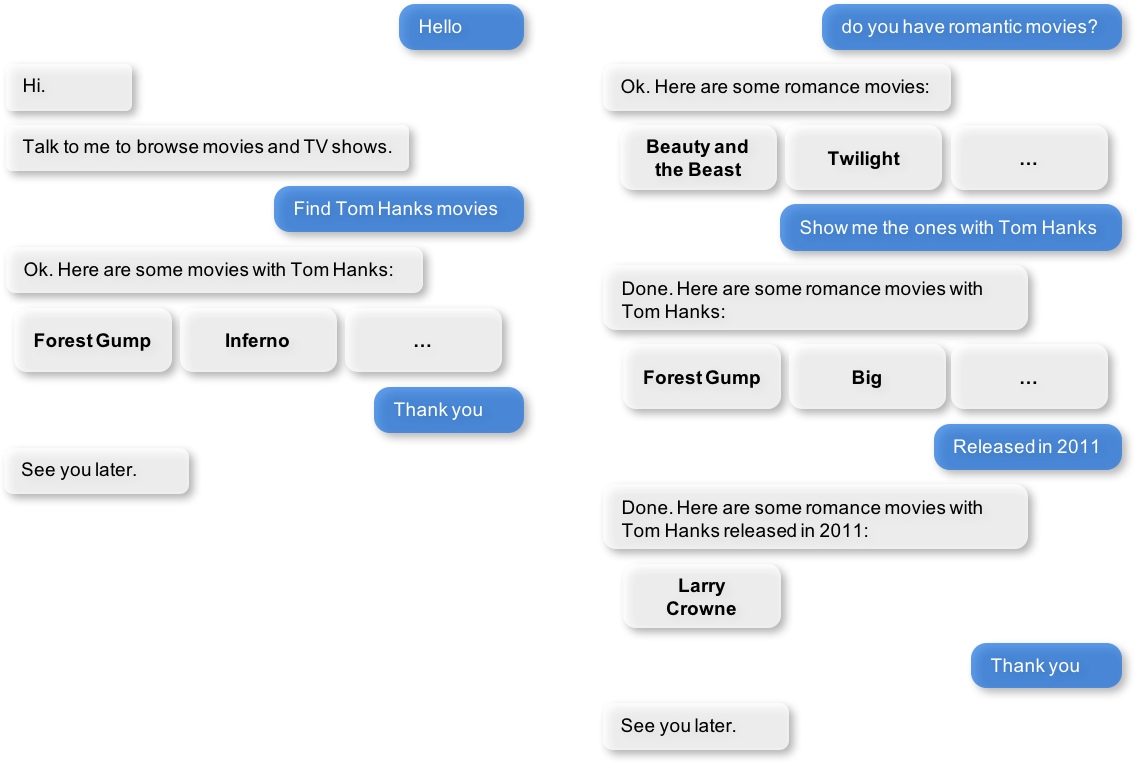 Hello
Hi.
Talk to me to browse movies and TV shows.
Find Tom Hanks movies
Ok. Here are some movies with Tom Hanks:
Forest Gump
Inferno
...
Thank you
See you later.
do you have romantic movies?
Ok. Here are some romance movies:
Beauty and
the Beast
Twilight
...
Show me the ones with Tom Hanks
Done. Here are some romance movies with
Tom Hanks:
Forest Gump
Big
...
Released in 2011
Done. Here are some romance movies with
Tom Hanks released in 2011:
Larry
Crowne
Thank you
See you later.